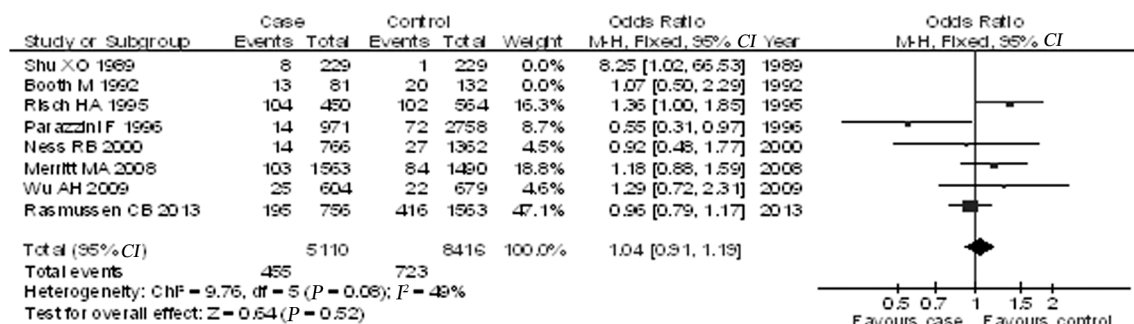 Case Control Odds Ratio Odds Ratio
Study or Subgroup Events Total Events Total Weight M-H, Fixed, 95% CI Year M-H, Fixed, 95% CI
Shu XO 1989 8 229 1 229 0.0% 8.25 [1.02, 66.53] 1989
Booth M 1992 13 81 20 132 0.0% 1.07 [0.50, 2.29] 1992
Risch HA 1995 104 450 102 564 16.3% 1.36 [1.00, 1.85] 1995
Parazzini F 1996 14 971 72 2758 8.7% 0.55 [0.31, 0.97] 1996
Ness RB 2000 14 766 27 1362 4.5% 0.92 [0.48, 1.77] 2000
Merritt MA 2008 103 1563 84 1490 18.8% 1.18 [0.88, 1.59] 2008
Wu AH 2009 25 604 22 679 4.6% 1.29 [0.72, 2.31] 2009
Rasmussen CB 2013 195 756 416 1563 47.1% 0.96 [0.79, 1.17] 2013
Total (95% CI) 5110 8416 100.0% 1.04 [0.91, 1.19]
Total events 455 723
Heterogeneity: Chi² = 9.76, df = 5 (P = 0.08); I² = 49%
Test for overall effect: Z = 0.64 (P = 0.52)
0.5 0.7 1 1.5 2
Favours case Favours control